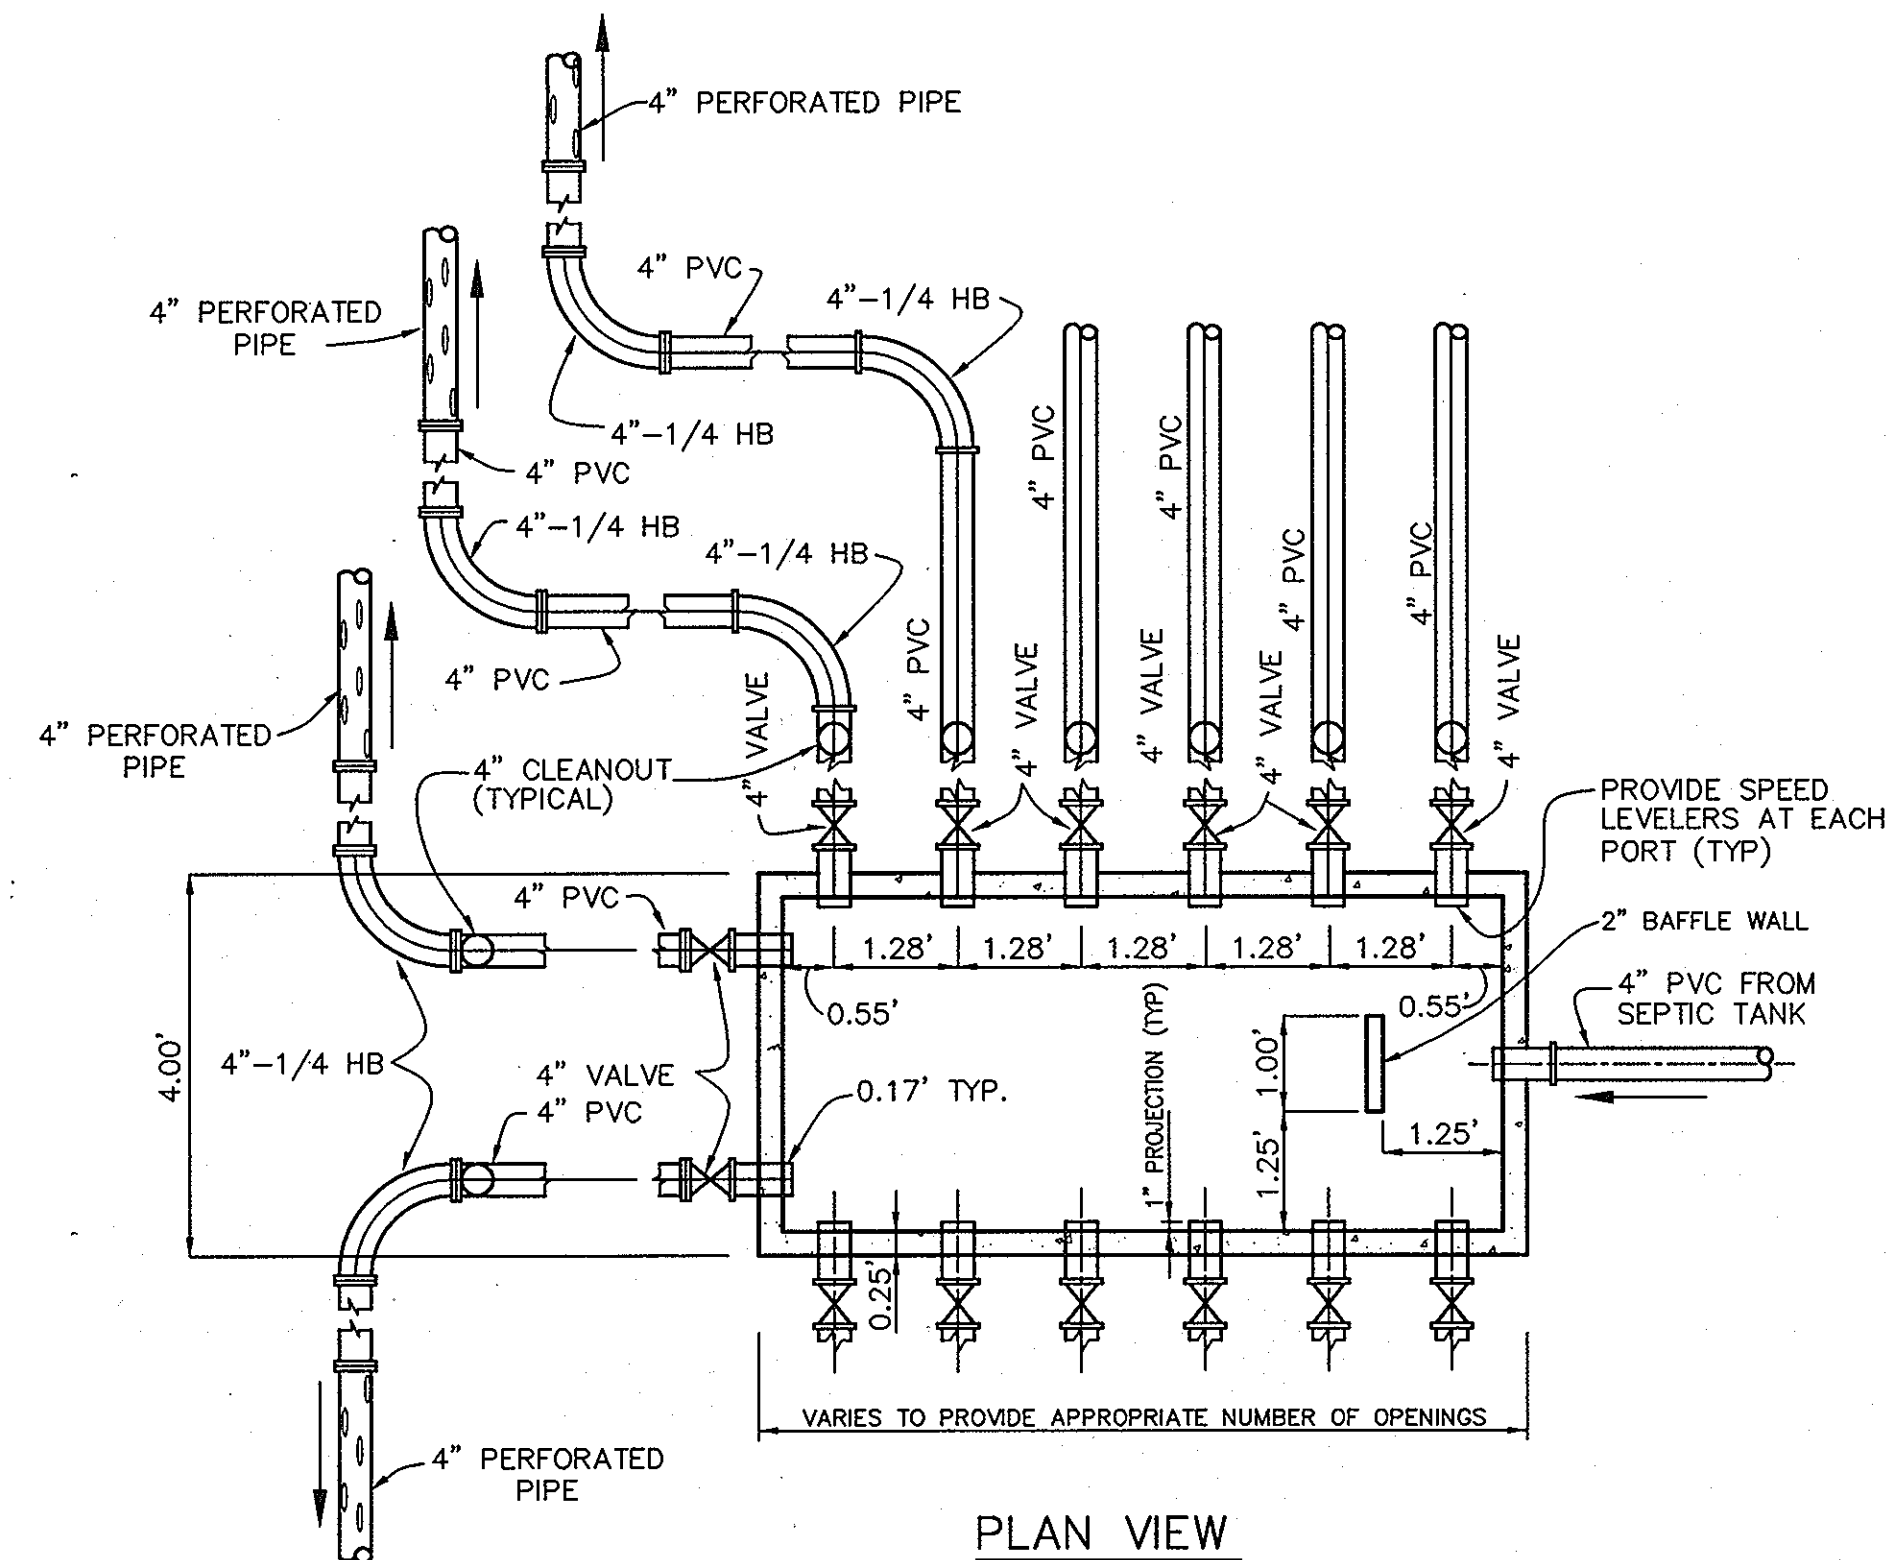 4" PERFORATED PIPE
4" PVC
4"-1/4 HB
4" PERFORATED
PIPE
4"-1/4 HB
4" PVC
4"-1/4 HB
4"-1/4 HB
4" PVC
4" PVC
4" PVC
4" PVC
4" PVC
4" PVC
4" PERFORATED
PIPE
4" CLEANOUT
(TYPICAL)
4" VALVE
4" VALVE
4" VALVE
4" VALVE
4" VALVE
PROVIDE SPEED
LEVELERS AT EACH
PORT (TYP)
4" PVC
2" BAFFLE WALL
1.28'
1.28'
1.28'
1.28'
1.28'
0.55'
0.55'
4" PVC FROM
SEPTIC TANK
4.00'
4"-1/4 HB
4" VALVE
4" PVC
0.17' TYP.
1" PROJECTION (TYP)
1.00'
1.25'
1.25'
0.25'
VARIES TO PROVIDE APPROPRIATE NUMBER OF OPENINGS
4" PERFORATED
PIPE
PLAN VIEW